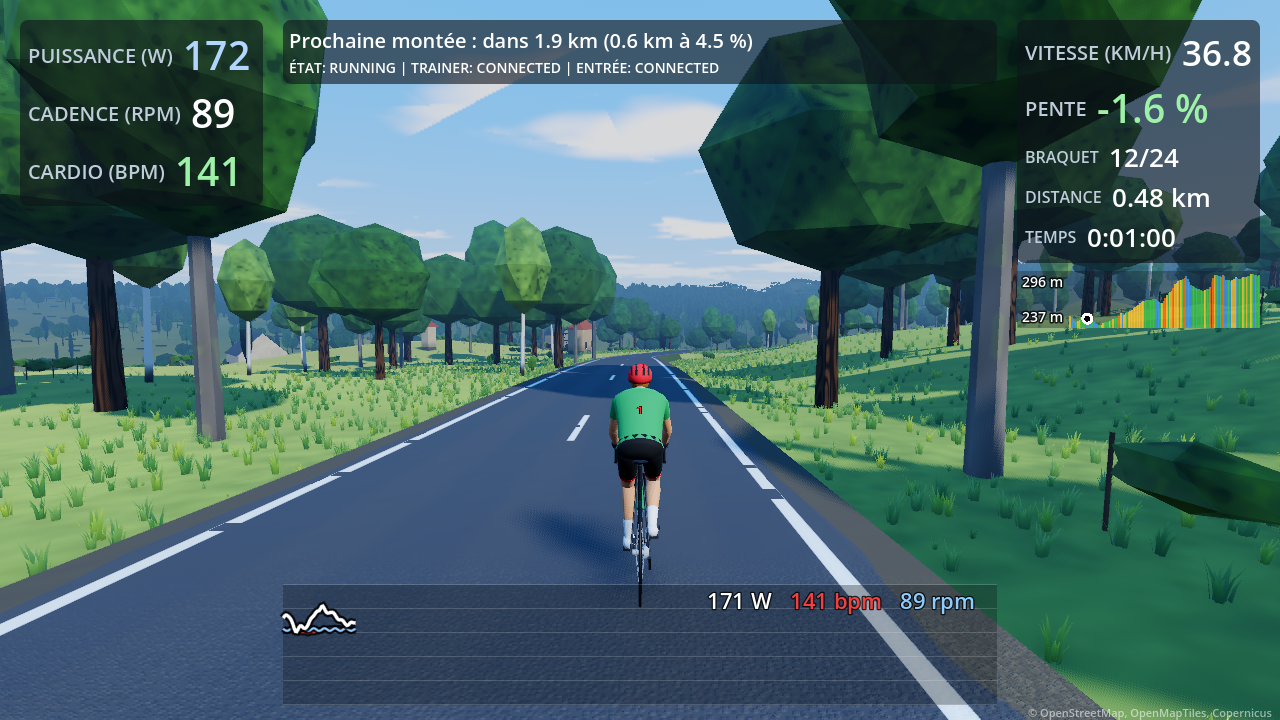 PUISSANCE (W) 172
CADENCE (RPM) 89
CARDIO (BPM) 141
Prochaine montée : dans 1.9 km (0.6 km à 4.5 %)
ÉTAT: RUNNING | TRAINER: CONNECTED | ENTRÉE: CONNECTED
VITESSE (KM/H) 36.8
PENTE -1.6 %
BRAQUET 12/24
DISTANCE 0.48 km
TEMPS 0:01:00
296 m
237 m
1
171 W 141 bpm 89 rpm
© OpenStreetMap, OpenMapTiles, Copernicus